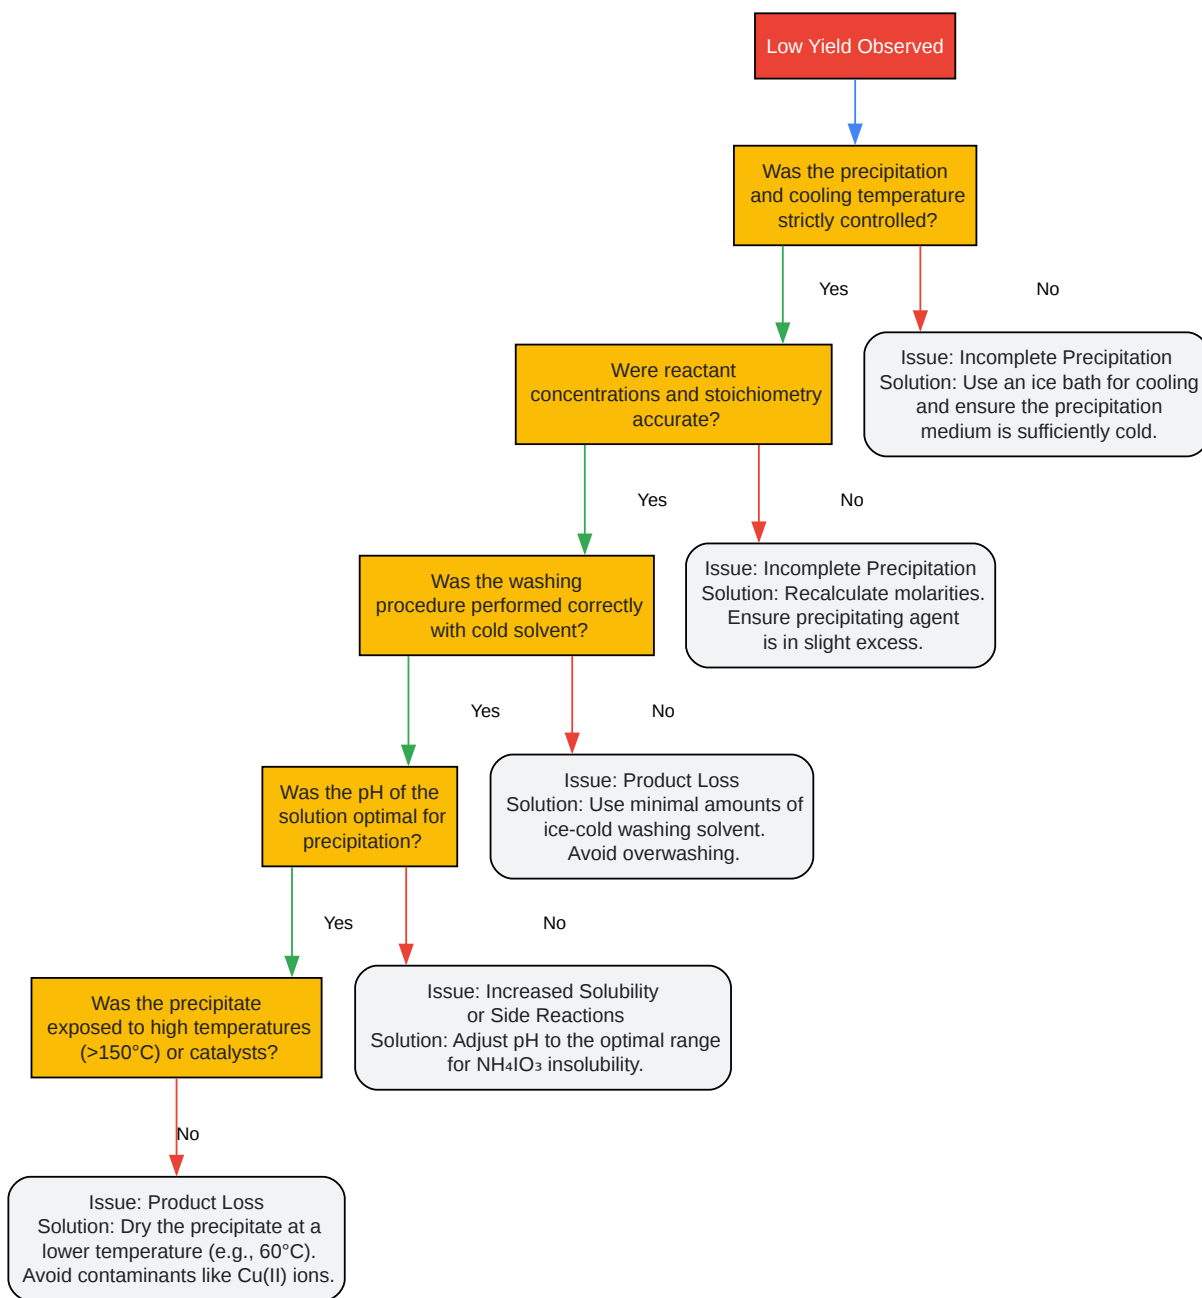 Low Yield Observed
Was the precipitation
and cooling temperature
strictly controlled?
Yes
No
Were reactant
concentrations and stoichiometry
accurate?
Issue: Incomplete Precipitation
Solution: Use an ice bath for cooling
and ensure the precipitation
medium is sufficiently cold.
Yes
No
Was the washing
procedure performed correctly
with cold solvent?
Issue: Incomplete Precipitation
Solution: Recalculate molarities.
Ensure precipitating agent
is in slight excess.
Yes
No
Was the pH of the
solution optimal for
precipitation?
Issue: Product Loss
Solution: Use minimal amounts of
ice-cold washing solvent.
Avoid overwashing.
Yes
No
Was the precipitate
exposed to high temperatures
(>150°C) or catalysts?
Issue: Increased Solubility
or Side Reactions
Solution: Adjust pH to the optimal range
for NH₄IO₃ insolubility.
No
Issue: Product Loss
Solution: Dry the precipitate at a
lower temperature (e.g., 60°C).
Avoid contaminants like Cu(II) ions.